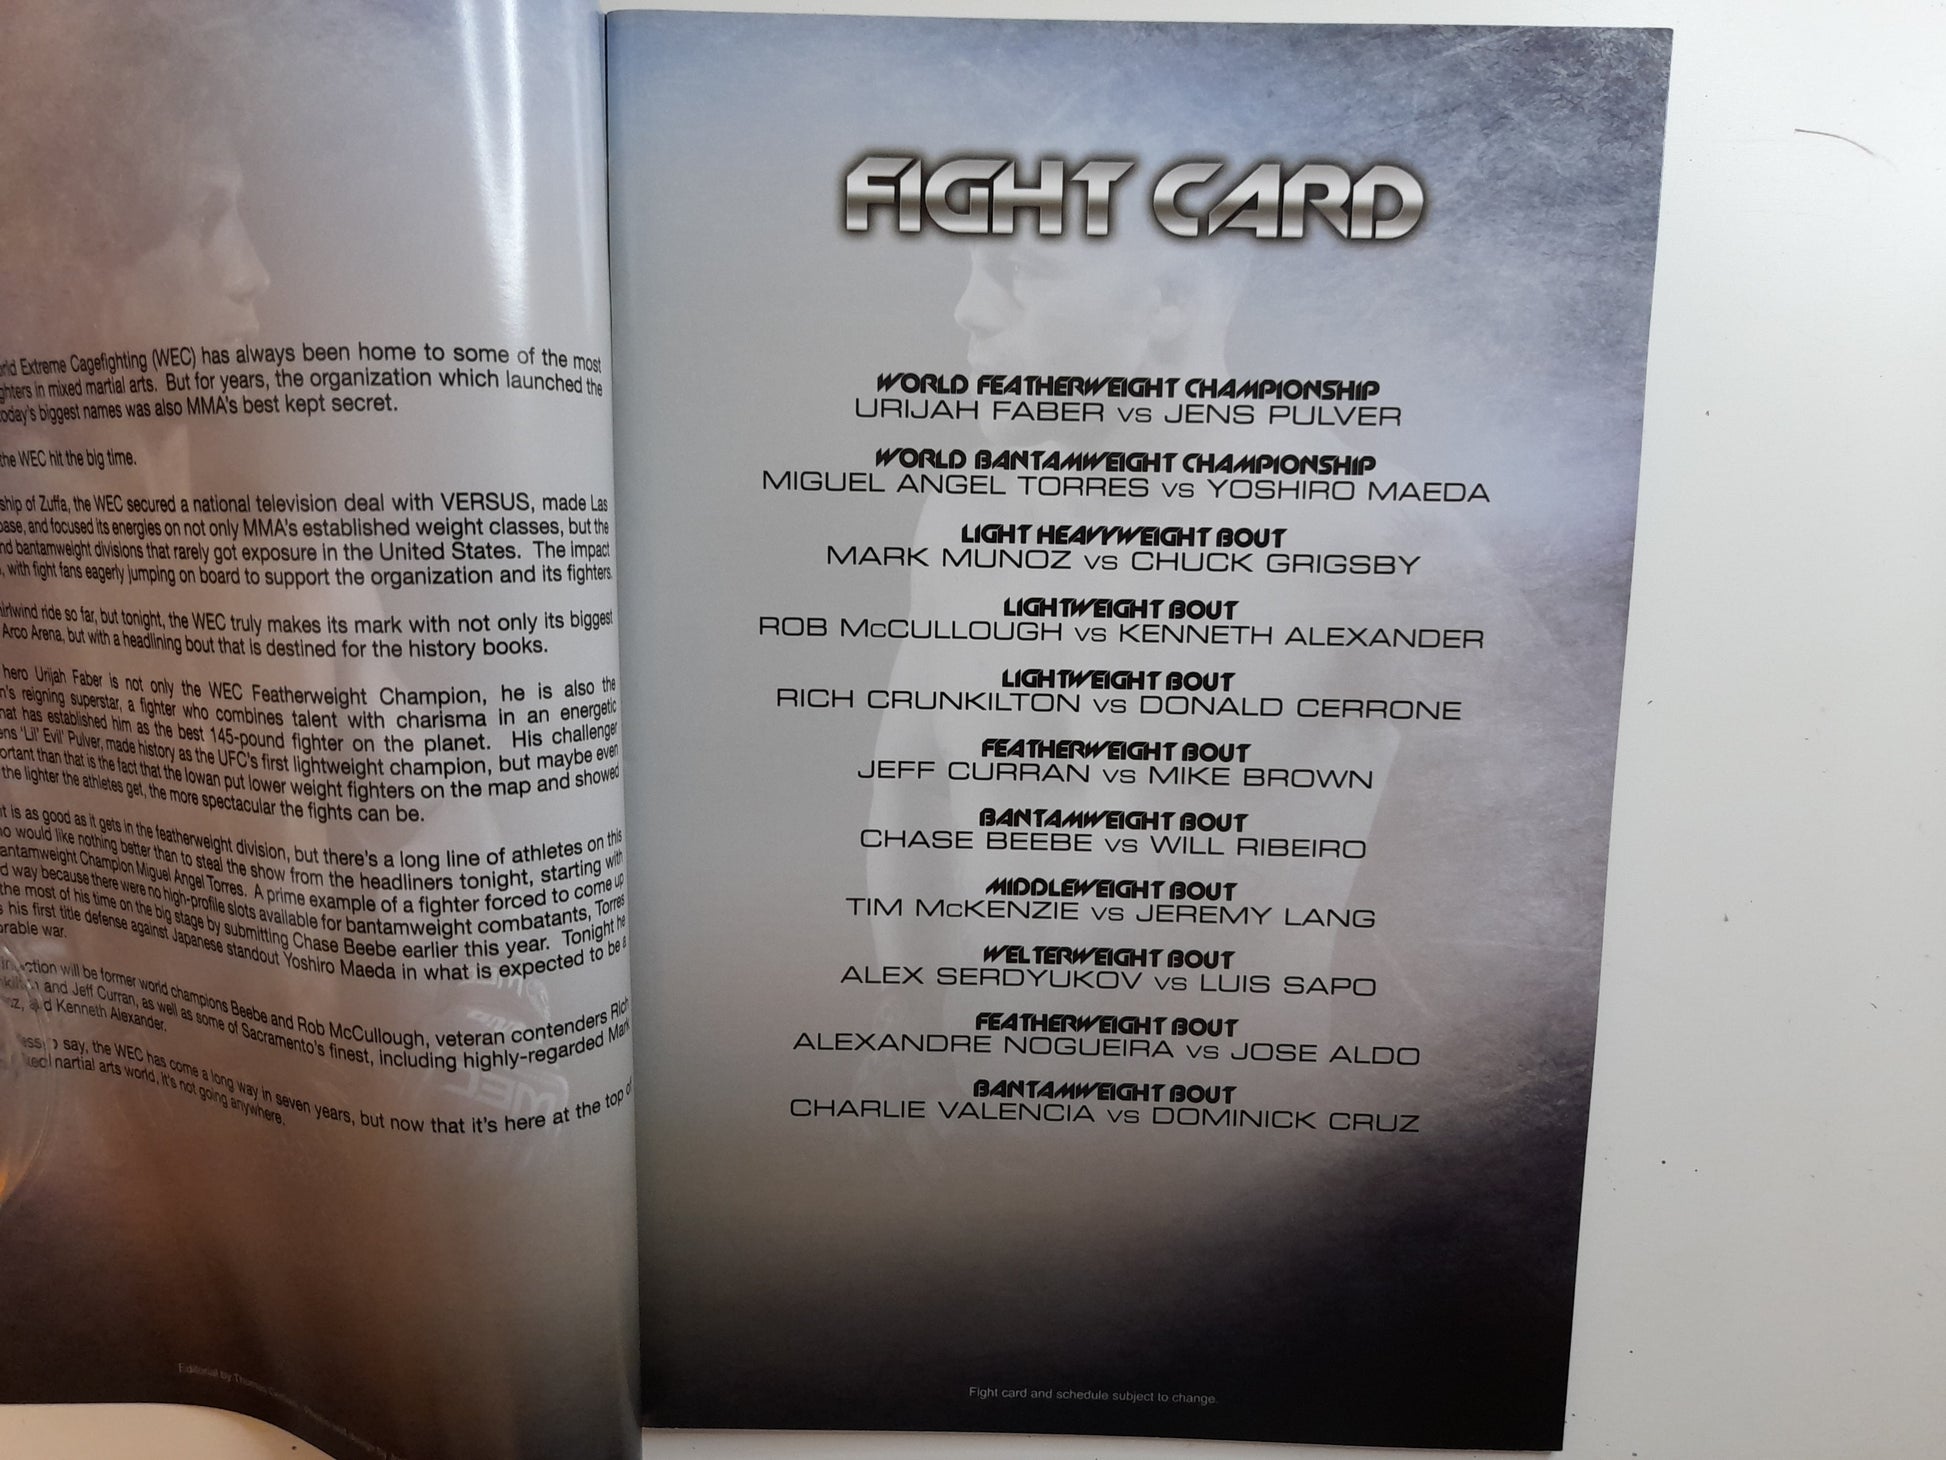 Extreme Cagefighting (WEC) has always been home to some of the most
in mixed martial arts. But for years, the organization which launched the
today's biggest names was also MMA's best kept secret.
the WEC hit the big time.
of Zuffa, the WEC secured a national television deal with VERSUS, made Las
and focused its energies on not only MMA's established weight classes, but the
bantamweight divisions that rarely got exposure in the United States. The impact
with fight fans eagerly jumping on board to support the organization and its fighters.
ride so far, but tonight, the WEC truly makes its mark with not only its biggest
Arco Arena, but with a headlining bout that is destined for the history books.
hero Urijah Faber is not only the WEC Featherweight Champion, he is also the
reigning superstar, a fighter who combines talent with charisma in an energetic
has established him as the best 145-pound fighter on the planet. His challenger
'Lil' Evil' Pulver, made history as the UFC's first lightweight champion, but maybe even
than that is the fact that the Iowan put lower weight fighters on the map and showed
the lighter the athletes get, the more spectacular the fights can be.
is as good as it gets in the featherweight division, but there's a long line of athletes on this
would like nothing better than to steal the show from the headliners tonight, starting with
Champion Miguel Angel Torres. A prime example of a fighter forced to come up
way because there were no high-profile slots available for bantamweight combatants, Torres
the most of his time on the big stage by submitting Chase Beebe earlier this year. Tonight he
his first title defense against Japanese standout Yoshiro Maeda in what is expected to be a
war.
will be former world champions Beebe and Rob McCullough, veteran contenders Rich
and Jeff Curran, as well as some of Sacramento's finest, including highly-regarded Mark
Kenneth Alexander.
say, the WEC has come a long way in seven years, but now that it's here at the top of
martial arts world, it's not going anywhere.
Editorial by Thomas
FIGHT CARD
WORLD FEATHERWEIGHT CHAMPIONSHIP
URIJAH FABER VS JENS PULVER
WORLD BANTAMWEIGHT CHAMPIONSHIP
MIGUEL ANGEL TORRES VS YOSHIRO MAEDA
LIGHT HEAVYWEIGHT BOUT
MARK MUNOZ VS CHUCK GRIGSBY
LIGHTWEIGHT BOUT
ROB McCULLOUGH VS KENNETH ALEXANDER
LIGHTWEIGHT BOUT
RICH CRUNKILTON VS DONALD CERRONE
FEATHERWEIGHT BOUT
JEFF CURRAN VS MIKE BROWN
BANTAMWEIGHT BOUT
CHASE BEEBE VS WILL RIBEIRO
MIDDLEWEIGHT BOUT
TIM McKENZIE VS JEREMY LANG
WELTERWEIGHT BOUT
ALEX SERDYUKOV VS LUIS SAPO
FEATHERWEIGHT BOUT
ALEXANDRE NOGUEIRA VS JOSE ALDO
BANTAMWEIGHT BOUT
CHARLIE VALENCIA VS DOMINICK CRUZ
Fight card and schedule subject to change.